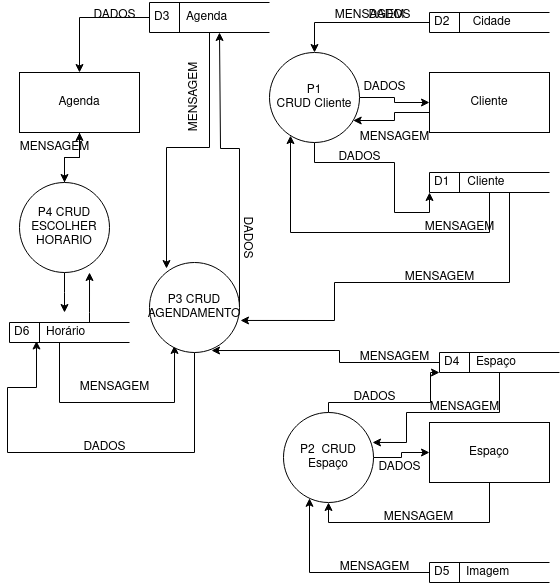 DADOS
D3 Agenda
MENSAGEM
DADOS
D2 Cidade
P1
CRUD Cliente
DADOS
Cliente
MENSAGEM
Agenda
MENSAGEM
MENSAGEM
DADOS
D1 Cliente
P4 CRUD
ESCOLHER
HORARIO
MENSAGEM
DADOS
MENSAGEM
P3 CRUD
AGENDAMENTO
D6 Horário
MENSAGEM
D4 Espaço
MENSAGEM
DADOS
MENSAGEM
DADOS
P2 CRUD
Espaço
Espaço
DADOS
MENSAGEM
MENSAGEM
D5 Imagem